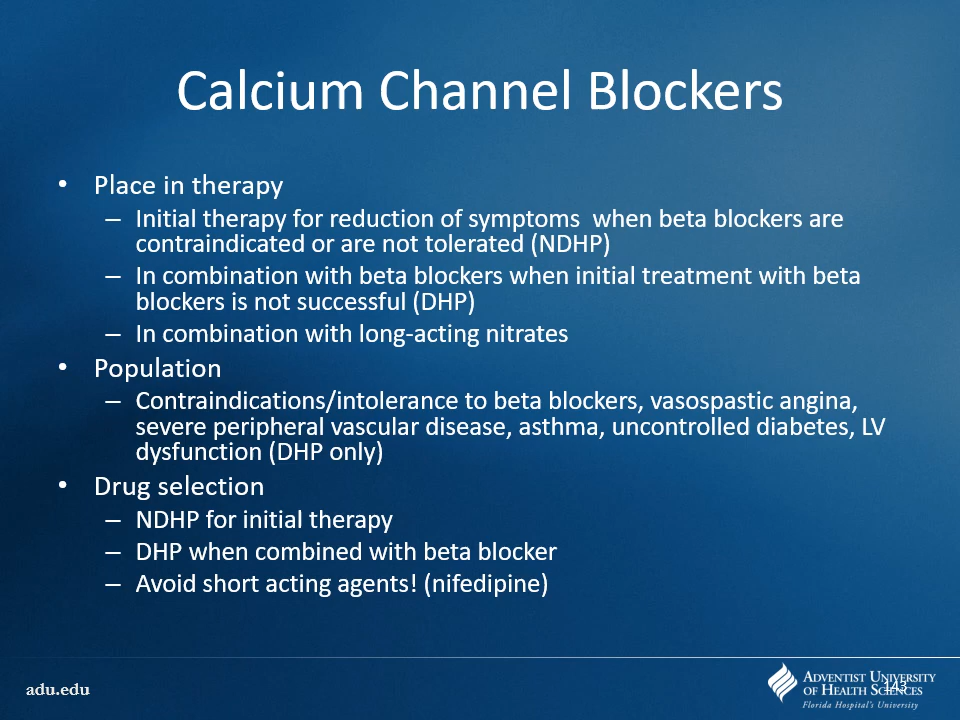 Calcium Channel Blockers
• Place in therapy
– Initial therapy for reduction of symptoms  when beta blockers are
contraindicated or are not tolerated (NDHP)
– In combination with beta blockers when initial treatment with beta
blockers is not successful (DHP)
– In combination with long-acting nitrates
• Population
– Contraindications/intolerance to beta blockers, vasospastic angina,
severe peripheral vascular disease, asthma, uncontrolled diabetes, LV
dysfunction (DHP only)
• Drug selection
– NDHP for initial therapy
– DHP when combined with beta blocker
– Avoid short acting agents! (nifedipine)
adu.edu
ADVENTIST UNIVERSITY
OF HEALTH SCIENCES
Florida Hospital's University
143